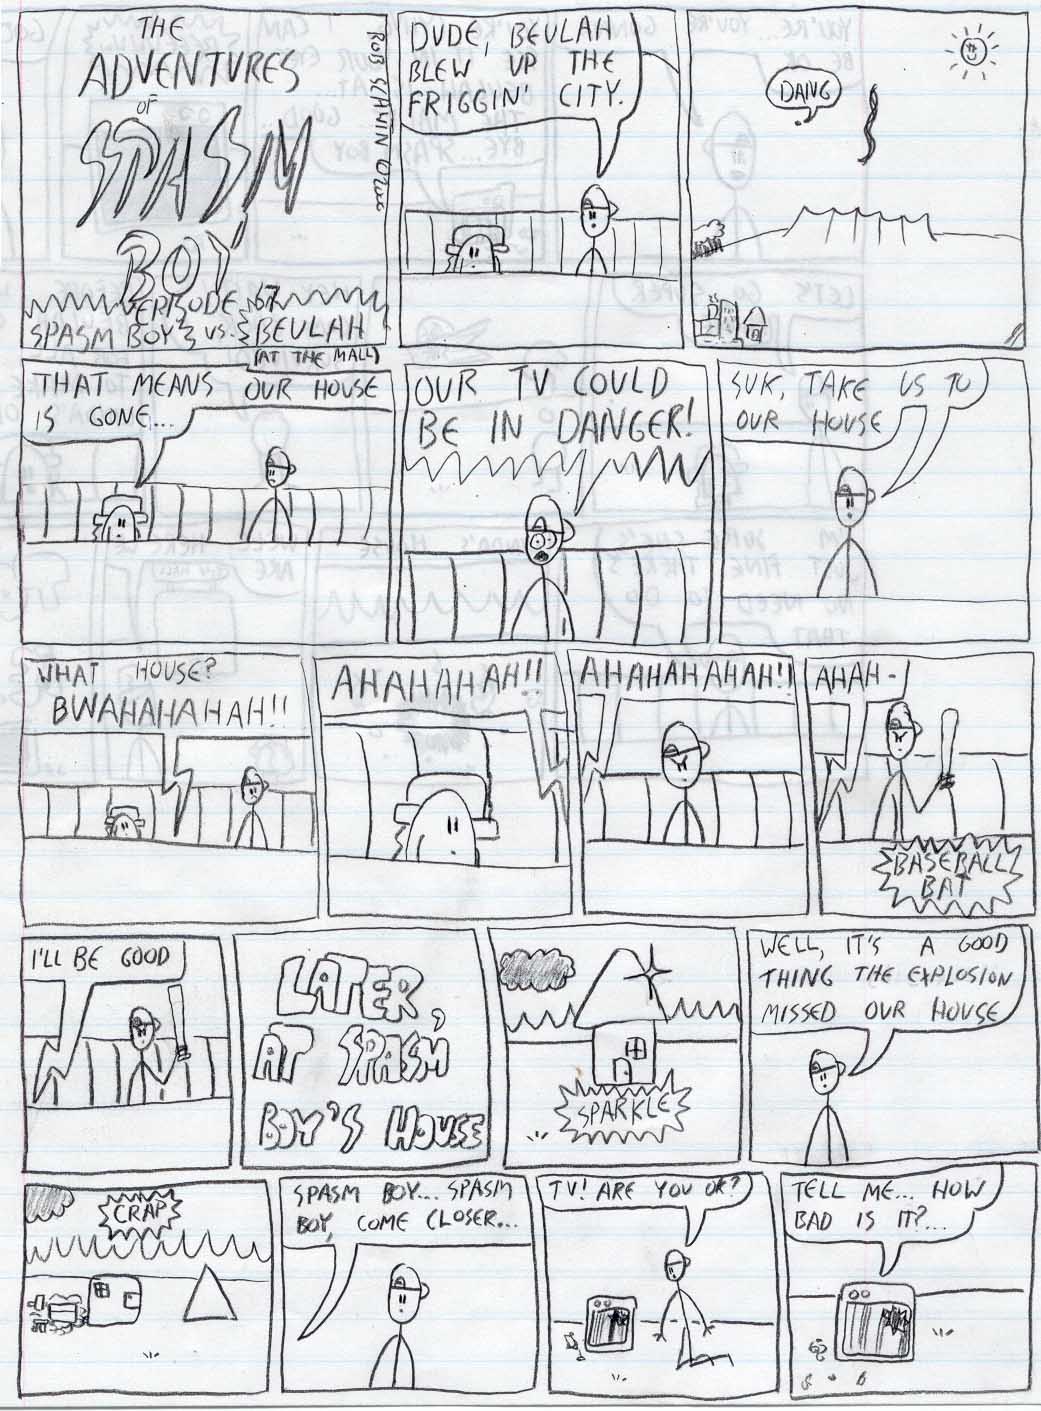 THE
ADVENTURES
OF
SPASM
BOY
EPISODE 67
SPASM BOY VS. BEULAH
(AT THE MALL)
DUDE, BEULAH
BLEW UP THE
FRIGGIN' CITY.
DANG
THAT MEANS OUR HOUSE
IS GONE...
OUR TV COULD
BE IN DANGER!
SUK, TAKE US TO
OUR HOUSE
WHAT HOUSE?
BWAHAHAHAH!!
AHAHAHAH!!
AHAHAHAHAH!!
AHAH-
BASEBALL
BAT
I'LL BE GOOD
LATER,
AT SPASM
BOY'S HOUSE
SPARKLE
WELL, IT'S A GOOD
THING THE EXPLOSION
MISSED OUR HOUSE
CRAP
SPASM BOY... SPASM
BOY, COME CLOSER...
TV! ARE YOU OK?
TELL ME... HOW
BAD IS IT?...